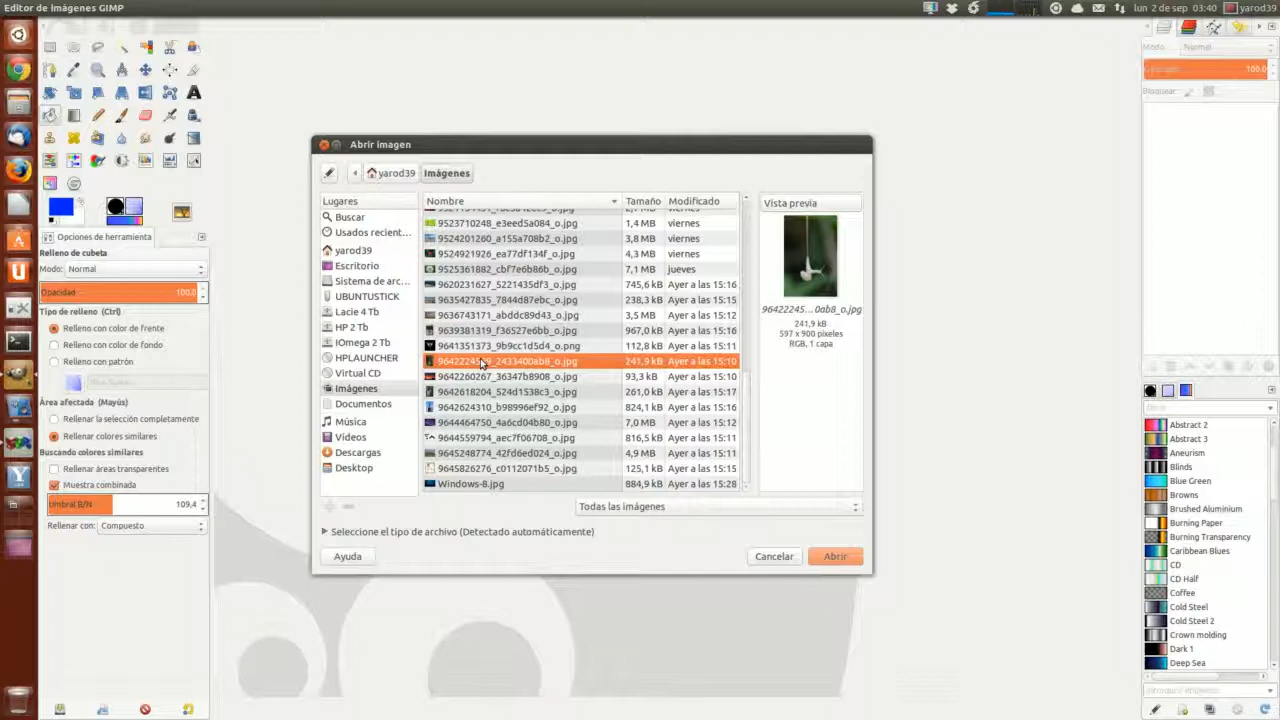 Editor de imágenes GIMP
lun 2 de sep 03:40 yarod39
Modo: Normal
100,0
Bloquear:
Abrir imagen
yarod39 Imágenes
Lugares Nombre Tamaño Modificado Vista previa
Buscar
Usados recient...
yarod39
Escritorio
Sistema de arc...
UBUNTUSTICK
Lacie 4 Tb
HP 2 Tb
IOmega 2 Tb
HPLAUNCHER
Virtual CD
Imágenes
Documentos
Música
Vídeos
Descargas
Desktop
9523710248_e3eed5a084_o.jpg 1,4 MB viernes
9524201260_a155a708b2_o.jpg 3,8 MB viernes
9524921926_ea77df134f_o.jpg 4,3 MB viernes
9525361882_cbf7e6b86b_o.jpg 7,1 MB jueves
9620231627_5221435df3_o.jpg 745,6 kB Ayer a las 15:16
9635427835_7844d87ebc_o.jpg 238,3 kB Ayer a las 15:15
9636743171_abddc89d43_o.jpg 3,5 MB Ayer a las 15:12
9639381319_f36527e6bb_o.jpg 967,0 kB Ayer a las 15:16
9641351373_9b9cc1d5d4_o.png 112,8 kB Ayer a las 15:11
241,9 kB Ayer a las 15:10
9642260267_36347b8908_o.jpg 93,3 kB Ayer a las 15:10
9642618204_524d1538c3_o.jpg 261,0 kB Ayer a las 15:17
9642624310_b98996ef92_o.jpg 824,1 kB Ayer a las 15:16
9644464750_4a6cd04b80_o.jpg 7,0 MB Ayer a las 15:12
9644559794_aec7f06708_o.jpg 816,5 kB Ayer a las 15:11
9645248774_42fd6ed024_o.jpg 4,9 MB Ayer a las 15:11
9645826276_c0112071b5_o.jpg 125,1 kB Ayer a las 15:15
Windows-8.jpg 884,9 kB Ayer a las 15:28
96422245...0ab8_o.jpg
241,9 kB
597 x 900 píxeles
RGB, 1 capa
Todas las imágenes
Seleccione el tipo de archivo (Detectado automáticamente)
Ayuda Cancelar Abrir
Opciones de herramienta
Relleno de cubeta
Modo: Normal
Opacidad 100,0
Tipo de relleno (Ctrl)
Relleno con color de frente
Relleno con color de fondo
Relleno con patrón
Área afectada (Mayús)
Rellenar la selección completamente
Rellenar colores similares
Buscando colores similares
Rellenar áreas transparentes
Muestra combinada
Umbral B/N 109,4
Rellenar con: Compuesto
Abstract 2
Abstract 3
Aneurism
Blinds
Blue Green
Browns
Brushed Aluminium
Burning Paper
Burning Transparency
Caribbean Blues
CD
CD Half
Coffee
Cold Steel
Cold Steel 2
Crown molding
Dark 1
Deep Sea